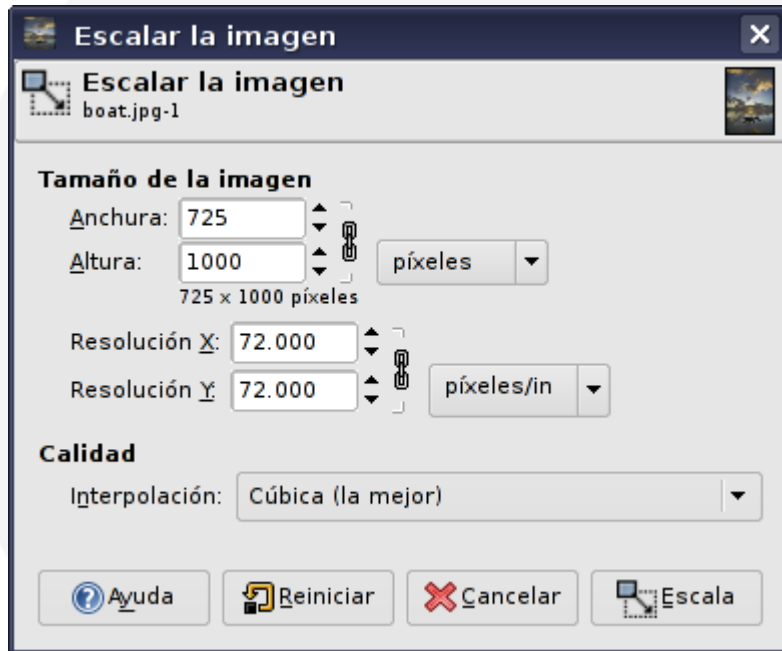 Escalar la imagen
Escalar la imagen
boat.jpg-1
Tamaño de la imagen
Anchura: 725
Altura: 1000 píxeles
725 x 1000 píxeles
Resolución X: 72.000
Resolución Y: 72.000 píxeles/in
Calidad
Interpolación: Cúbica (la mejor)
Ayuda Reiniciar Cancelar Escala